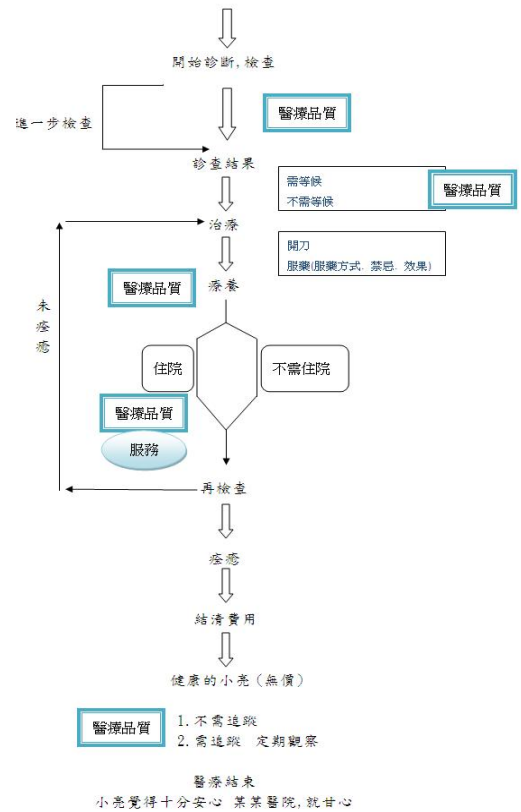 開始診斷,檢查
醫療品質
進一步檢查
診查結果
需等候
不需等候
醫療品質
治療
開刀
服藥(服藥方式. 禁忌. 效果)
醫療品質
療養
未痊癒
住院
不需住院
醫療品質
服務
再檢查
痊癒
結清費用
健康的小亮(無價)
醫療品質
1. 不需追蹤
2. 需追蹤 定期觀察
醫療結束
小亮覺得十分安心 某某醫院,就甘心